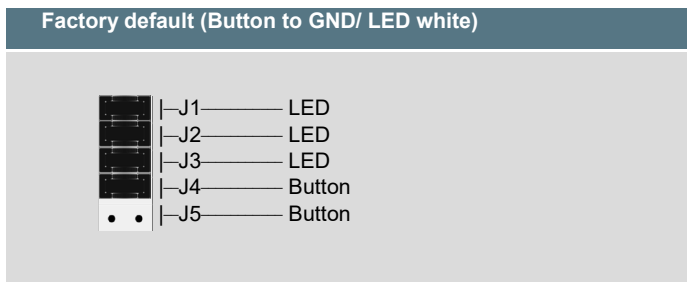 Factory default (Button to GND/ LED white)
|—J1———— LED
|—J2———— LED
|—J3———— LED
|—J4———— Button
|—J5———— Button